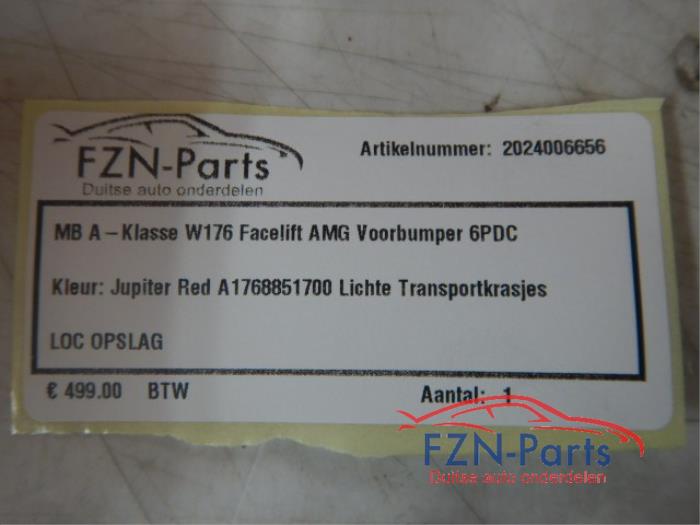 FZN-Parts
Duitse auto onderdelen
Artikelnummer: 2024006656
MB A - Klasse W176 Facelift AMG Voorbumper 6PDC
Kleur: Jupiter Red A1768851700 Lichte Transportkrasjes
LOC OPSLAG
€ 499.00 BTW
Aantal: 1
FZN-Parts
Duitse auto onderdelen